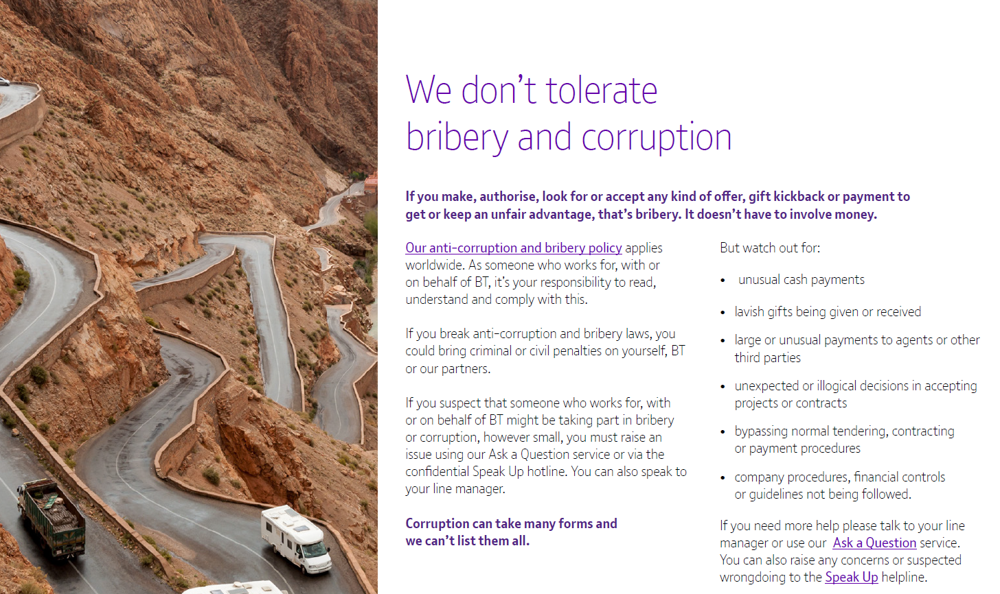 We don’t tolerate
bribery and corruption
If you make, authorise, look for or accept any kind of offer, gift kickback or payment to
get or keep an unfair advantage, that’s bribery. It doesn’t have to involve money.
Our anti-corruption and bribery policy applies
worldwide. As someone who works for, with or
on behalf of BT, it’s your responsibility to read,
understand and comply with this.
If you break anti-corruption and bribery laws, you
could bring criminal or civil penalties on yourself, BT
or our partners.
If you suspect that someone who works for, with
or on behalf of BT might be taking part in bribery
or corruption, however small, you must raise an
issue using our Ask a Question service or via the
confidential Speak Up hotline. You can also speak to
your line manager.
Corruption can take many forms and
we can’t list them all.
But watch out for:
• unusual cash payments
• lavish gifts being given or received
• large or unusual payments to agents or other
third parties
• unexpected or illogical decisions in accepting
projects or contracts
• bypassing normal tendering, contracting
or payment procedures
• company procedures, financial controls
or guidelines not being followed.
If you need more help please talk to your line
manager or use our Ask a Question service.
You can also raise any concerns or suspected
wrongdoing to the Speak Up helpline.